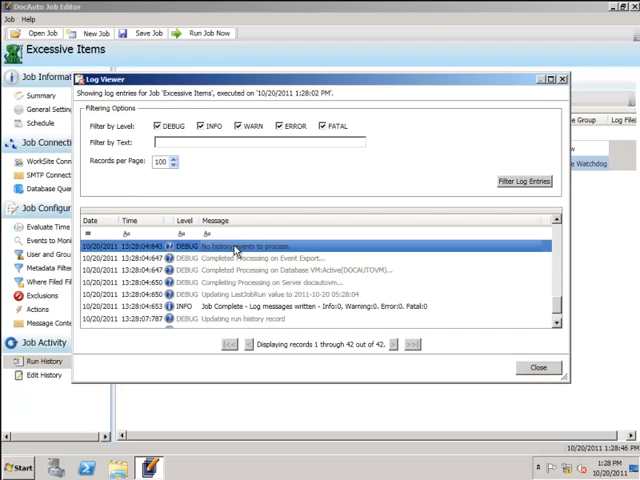 DocAuto Job Editor
Job Help
Open Job New Job Save Job Run Job Now
Excessive Items
Job Informat
Summary
General Setting
Schedule
Job Connectio
WorkSite Con
SMTP Connec
Database Que
Job Configur
Evaluate Time
Events to Moni
User and Grou
Metadata Filter
Where Filed Cr
Exclusions
Actions
Message Conte
Job Activity
Run History
Edit History
Log Viewer
Showing log entries for Job 'Excessive Items', executed on '10/20/2011 1:28:02 PM'.
Filtering Options
Filter by Level: DEBUG INFO WARN ERROR FATAL
Filter by Text:
Records per Page: 100
Filter Log Entries
Date Time Level Message
10/20/2011 13:28:04:643 DEBUG No history events to process.
10/20/2011 13:28:04:647 DEBUG Completed Processing on Event Export...
10/20/2011 13:28:04:647 DEBUG Completed Processing on Database VM:Active(DOCAUTOVM)...
10/20/2011 13:28:04:650 DEBUG Completing Processing on Server docautovm...
10/20/2011 13:28:04:650 DEBUG Updating LastJobRun value to 2011-10-20 05:28:04
10/20/2011 13:28:04:650 INFO Job Complete - Log messages written - Info:0, Warning:0. Error:0. Fatal:0
10/20/2011 13:28:07:787 DEBUG Updating run history record
|<< < Displaying records 1 through 42 out of 42. > >>|
Close
e Group Log File
w
e Watchdog
10/20/2011 1:28:46 PM
Start
1:28 PM
10/20/2011